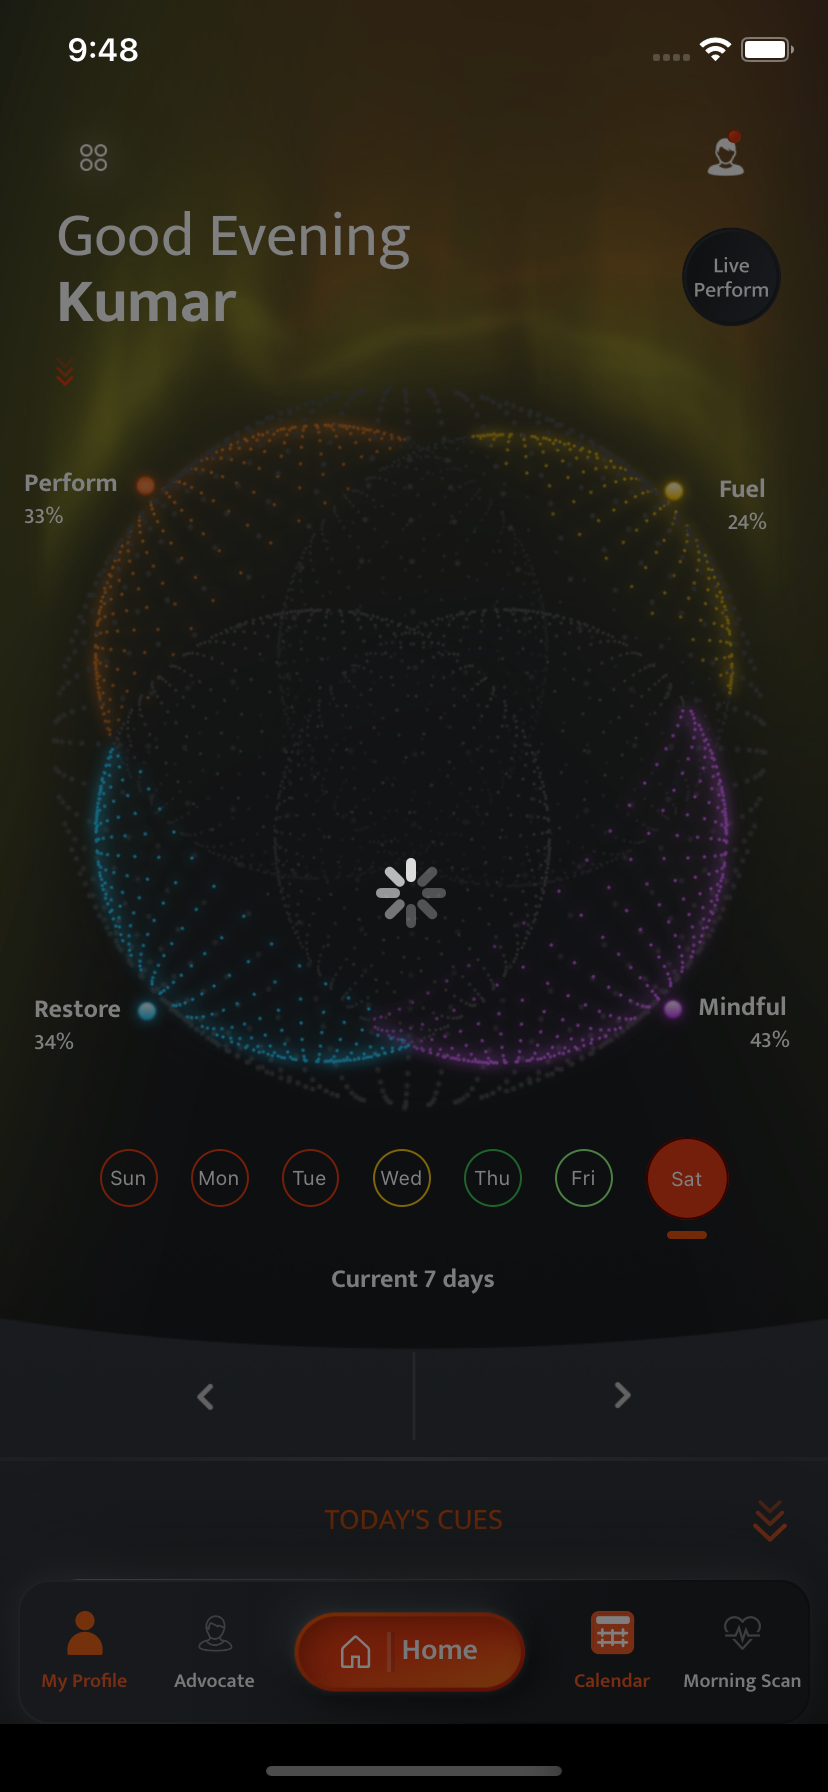 9:48
Good Evening
Kumar
Live
Perform
Perform
33%
Fuel
24%
Restore
34%
Mindful
43%
Sun
Mon
Tue
Wed
Thu
Fri
Sat
Current 7 days
TODAY'S CUES
My Profile
Advocate
Home
Calendar
Morning Scan